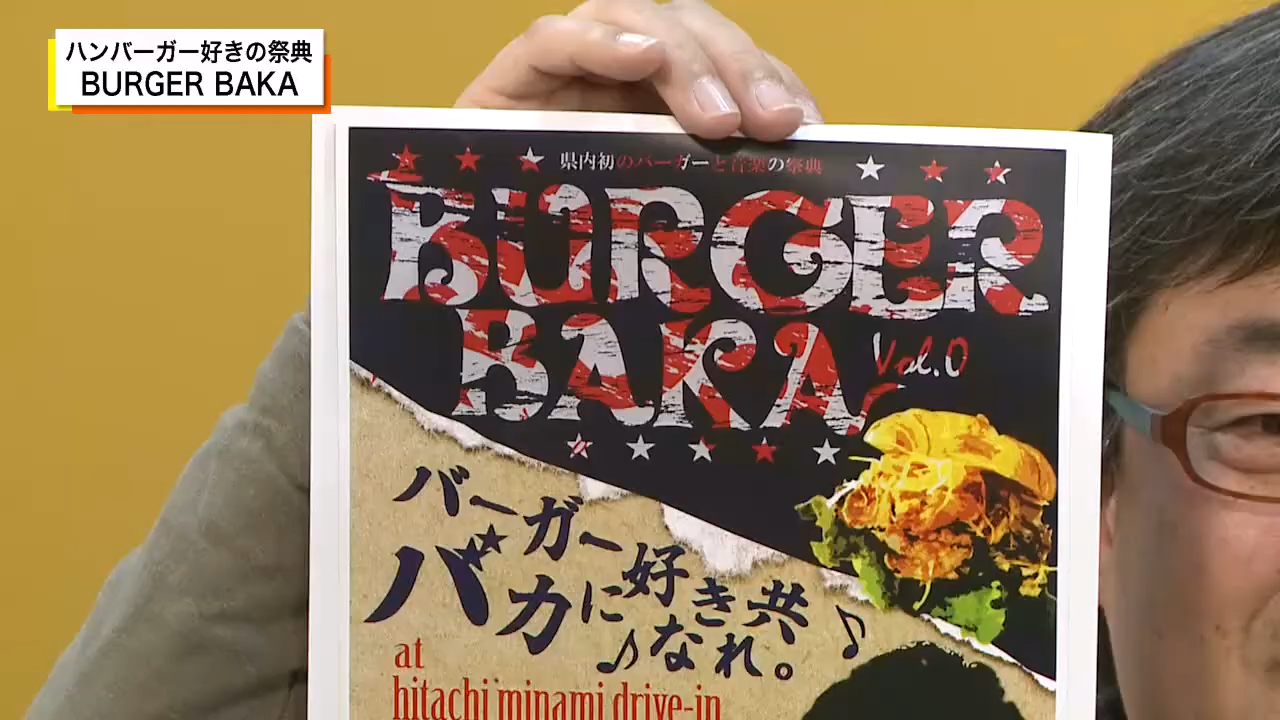 ハンバーガー好きの祭典
BURGER BAKA
県内初のバーガーと音楽の祭典
BURGER
BAKA
Vol.0
バーガー好き共
バカになれ。
at
hitachi minami drive-in